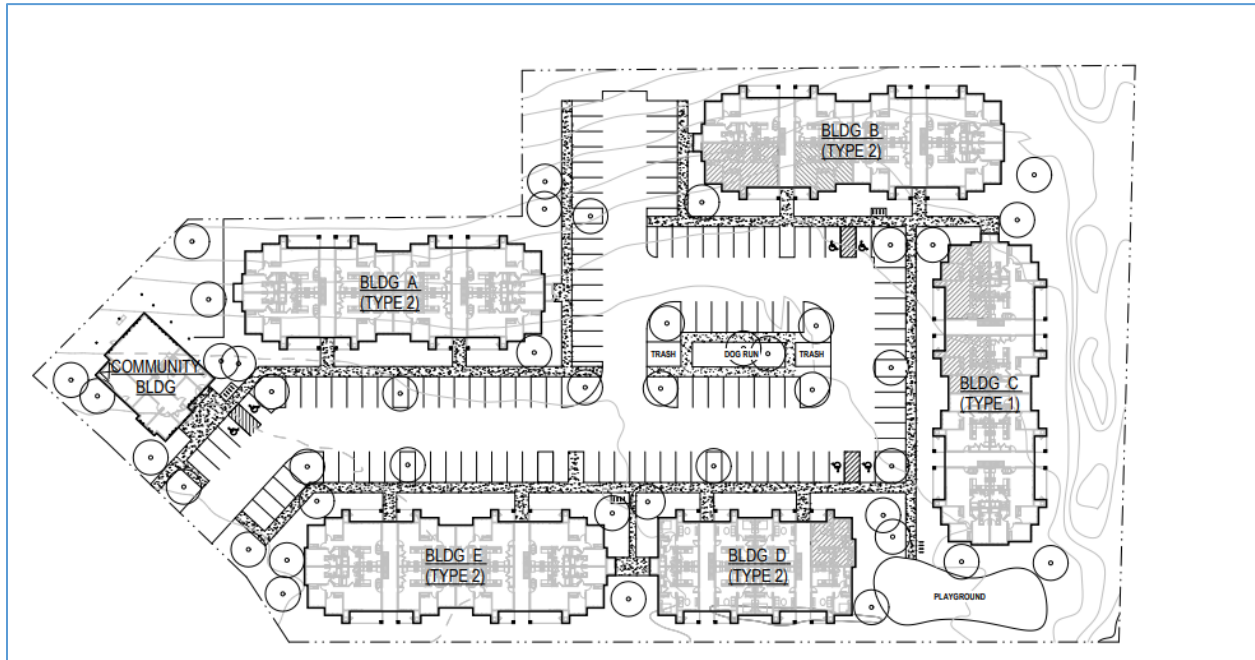 BLDG B
(TYPE 2)
BLDG A
(TYPE 2)
COMMUNITY
BLDG
TRASH
DOG RUN
TRASH
BLDG C
(TYPE 1)
BLDG E
(TYPE 2)
BLDG D
(TYPE 2)
PLAYGROUND